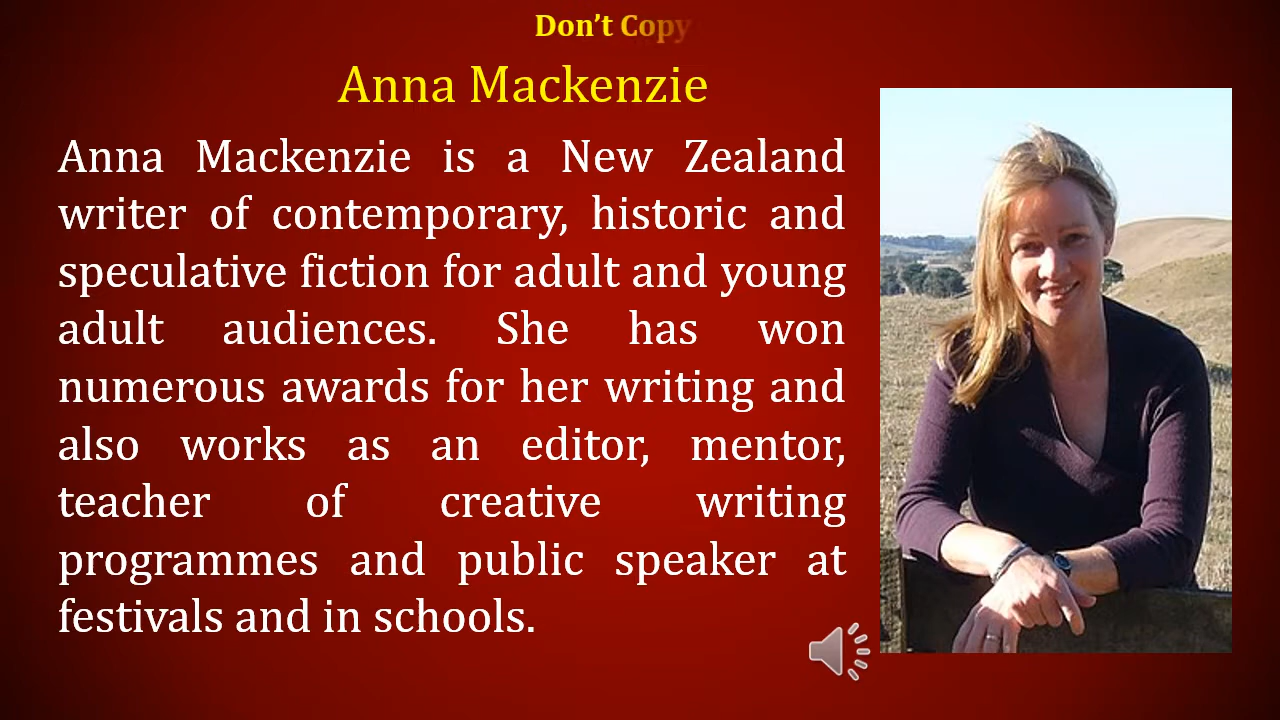 Don't Copy
Anna Mackenzie
Anna Mackenzie is a New Zealand
writer of contemporary, historic and
speculative fiction for adult and young
adult audiences. She has won
numerous awards for her writing and
also works as an editor, mentor,
teacher of creative writing
programmes and public speaker at
festivals and in schools.